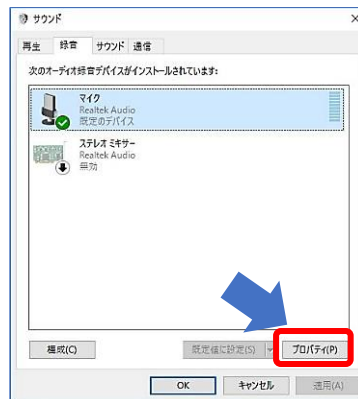 サウンド
再生 録音 サウンド 通信
次のオーディオ録音デバイスがインストールされています:
マイク
Realtek Audio
既定のデバイス
ステレオ ミキサー
Realtek Audio
無効
構成(C) 既定値に設定(S) プロパティ(P)
OK キャンセル 適用(A)